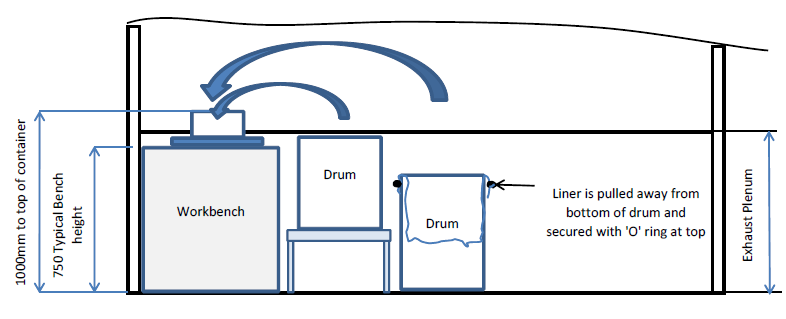 1000mm to top of container
750 Typical Bench
height
Workbench
Drum
Drum
Liner is pulled away from
bottom of drum and
secured with 'O' ring at top
Exhaust Plenum